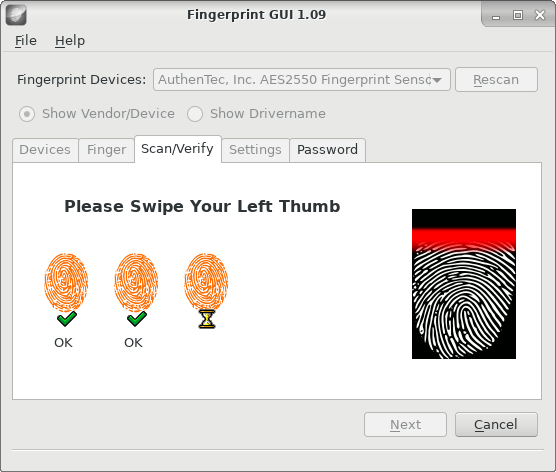 Fingerprint GUI 1.09
File Help
Fingerprint Devices: AuthenTec, Inc. AES2550 Fingerprint Rescan
Show Vendor/Device Show Drivername
Devices Finger Scan/Verify Settings Password
Please Swipe Your Left Thumb
OK OK
Next Cancel